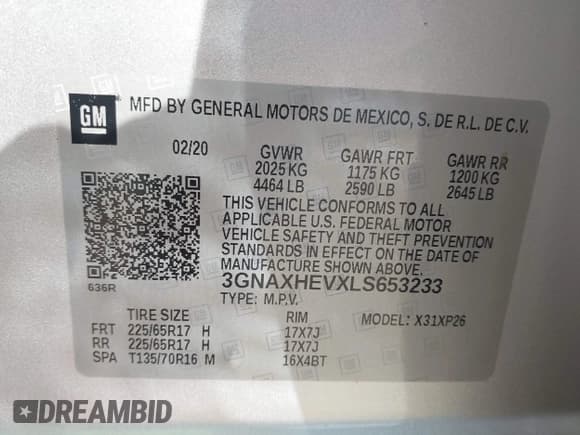 GM
MFD BY GENERAL MOTORS DE MEXICO, S. DE R.L. DE C.V.
02/20 GVWR GAWR FRT GAWR RR
2025 KG 1175 KG 1200 KG
4464 LB 2590 LB 2645 LB
THIS VEHICLE CONFORMS TO ALL
APPLICABLE U.S. FEDERAL MOTOR
VEHICLE SAFETY AND THEFT PREVENTION
STANDARDS IN EFFECT ON THE DATE OF
MANUFACTURE SHOWN ABOVE.
636R 3GNAXHEVXLS653233
TYPE: M.P.V.
TIRE SIZE RIM MODEL: X31XP26
FRT 225/65R17 H 17X7J
RR 225/65R17 H 17X7J
SPA T135/70R16 M 16X4BT
DREAMBID